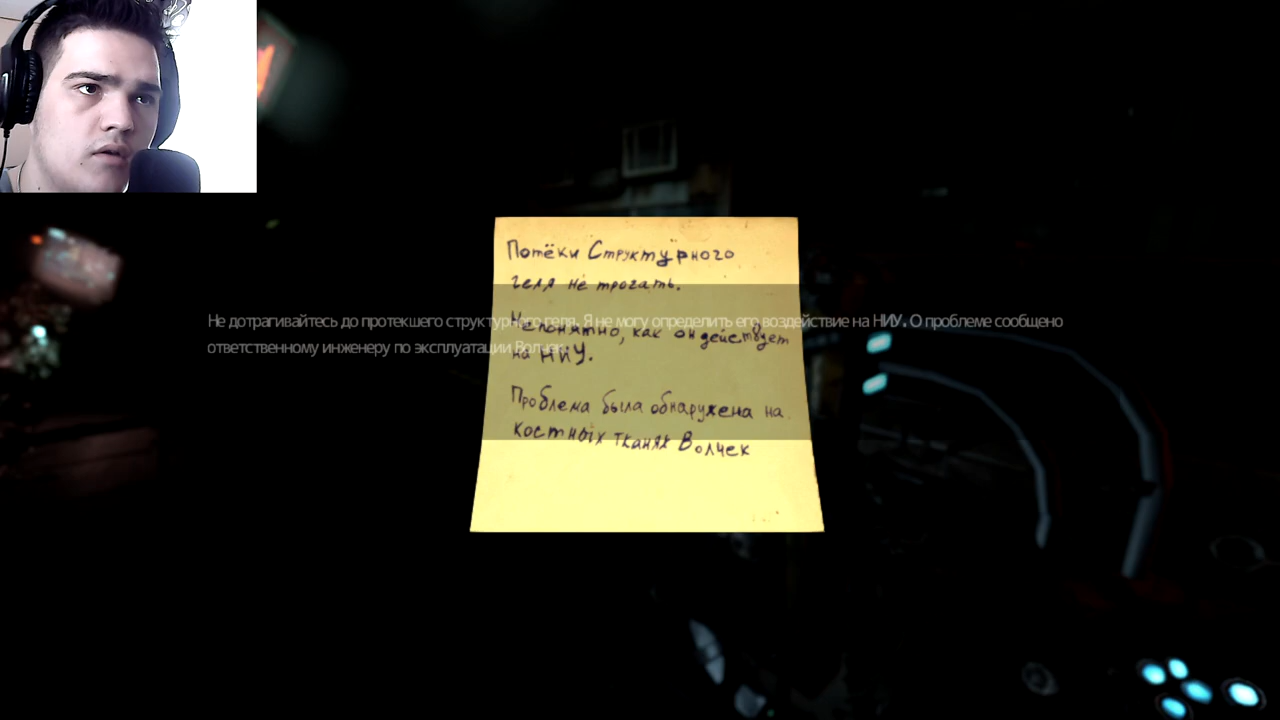 Потёки Структурного
геля не трогать.
Не дотрагивайтесь до протекшего структурного геля. Я не могу определить его воздействие на НИУ. О проблеме сообщено
ответственному инженеру по эксплуатации Волчек.
Непонятно, как он действует
на НИУ.
Проблема была обнаружена на
костных тканях Волчек